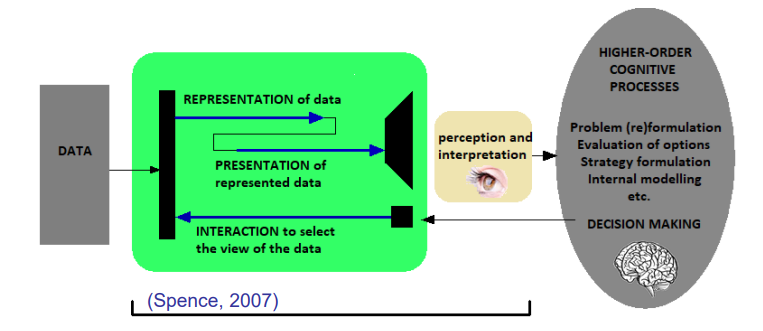 DATA
REPRESENTATION of data
PRESENTATION of
represented data
INTERACTION to select
the view of the data
perception and
interpretation
HIGHER-ORDER
COGNITIVE
PROCESSES
Problem (re)formulation
Evaluation of options
Strategy formulation
Internal modelling
etc.
DECISION MAKING
(Spence, 2007)